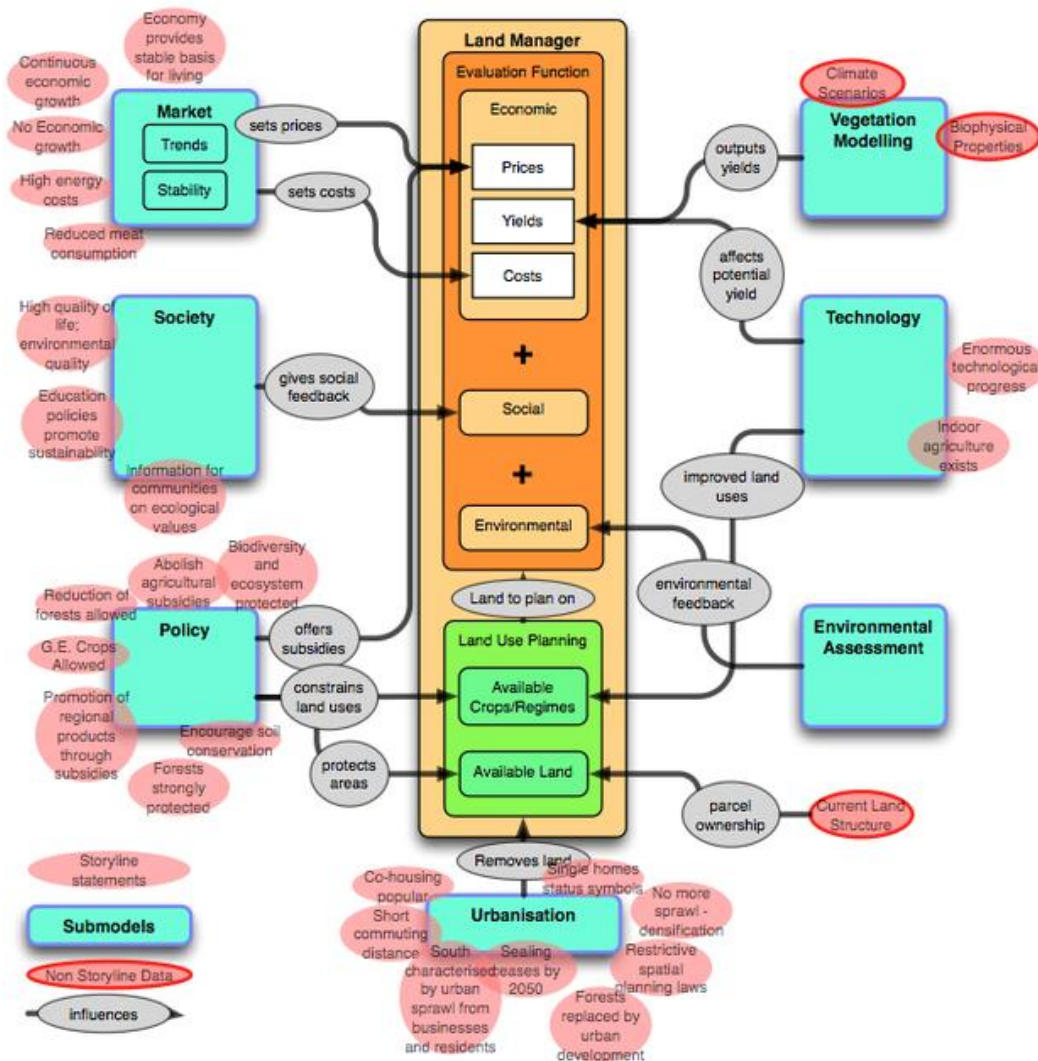 Economy
provides
stable basis
for living
Continuous
economic
growth
No Economic
growth
High energy
costs
Reduced meat
consumption
Market
Trends
Stability
sets prices
sets costs
Land Manager
Evaluation Function
Economic
Prices
Yields
Costs
+
Social
+
Environmental
Climate
Scenarios
Vegetation
Modelling
Biophysical
Properties
outputs
yields
affects
potential
yield
Technology
Enormous
technological
progress
Indoor
agriculture
exists
improved land
uses
High quality of
life;
environmental
quality
Society
Education
policies
promote
sustainability
Information for
communities
on ecological
values
gives social
feedback
Abolish
agricultural
subsidies
Biodiversity
and
ecosystem
protected
Reduction of
forests allowed
Policy
G.E. Crops
Allowed
Promotion of
regional
products
through
subsidies
Encourage soil
conservation
Forests
strongly
protected
offers
subsidies
constrains
land uses
protects
areas
Land to plan on
Land Use Planning
Available
Crops/Regimes
Available Land
environmental
feedback
Environmental
Assessment
parcel
ownership
Current Land
Structure
Removes land
Co-housing
popular
Single homes
status symbols
Short
commuting
distance
Urbanisation
No more
sprawl -
densification
South
characterised
by urban
sprawl from
businesses
and residents
Sealing
ceases by
2050
Restrictive
spatial
planning laws
Forests
replaced by
urban
development
Storyline
statements
Submodels
Non Storyline Data
influences